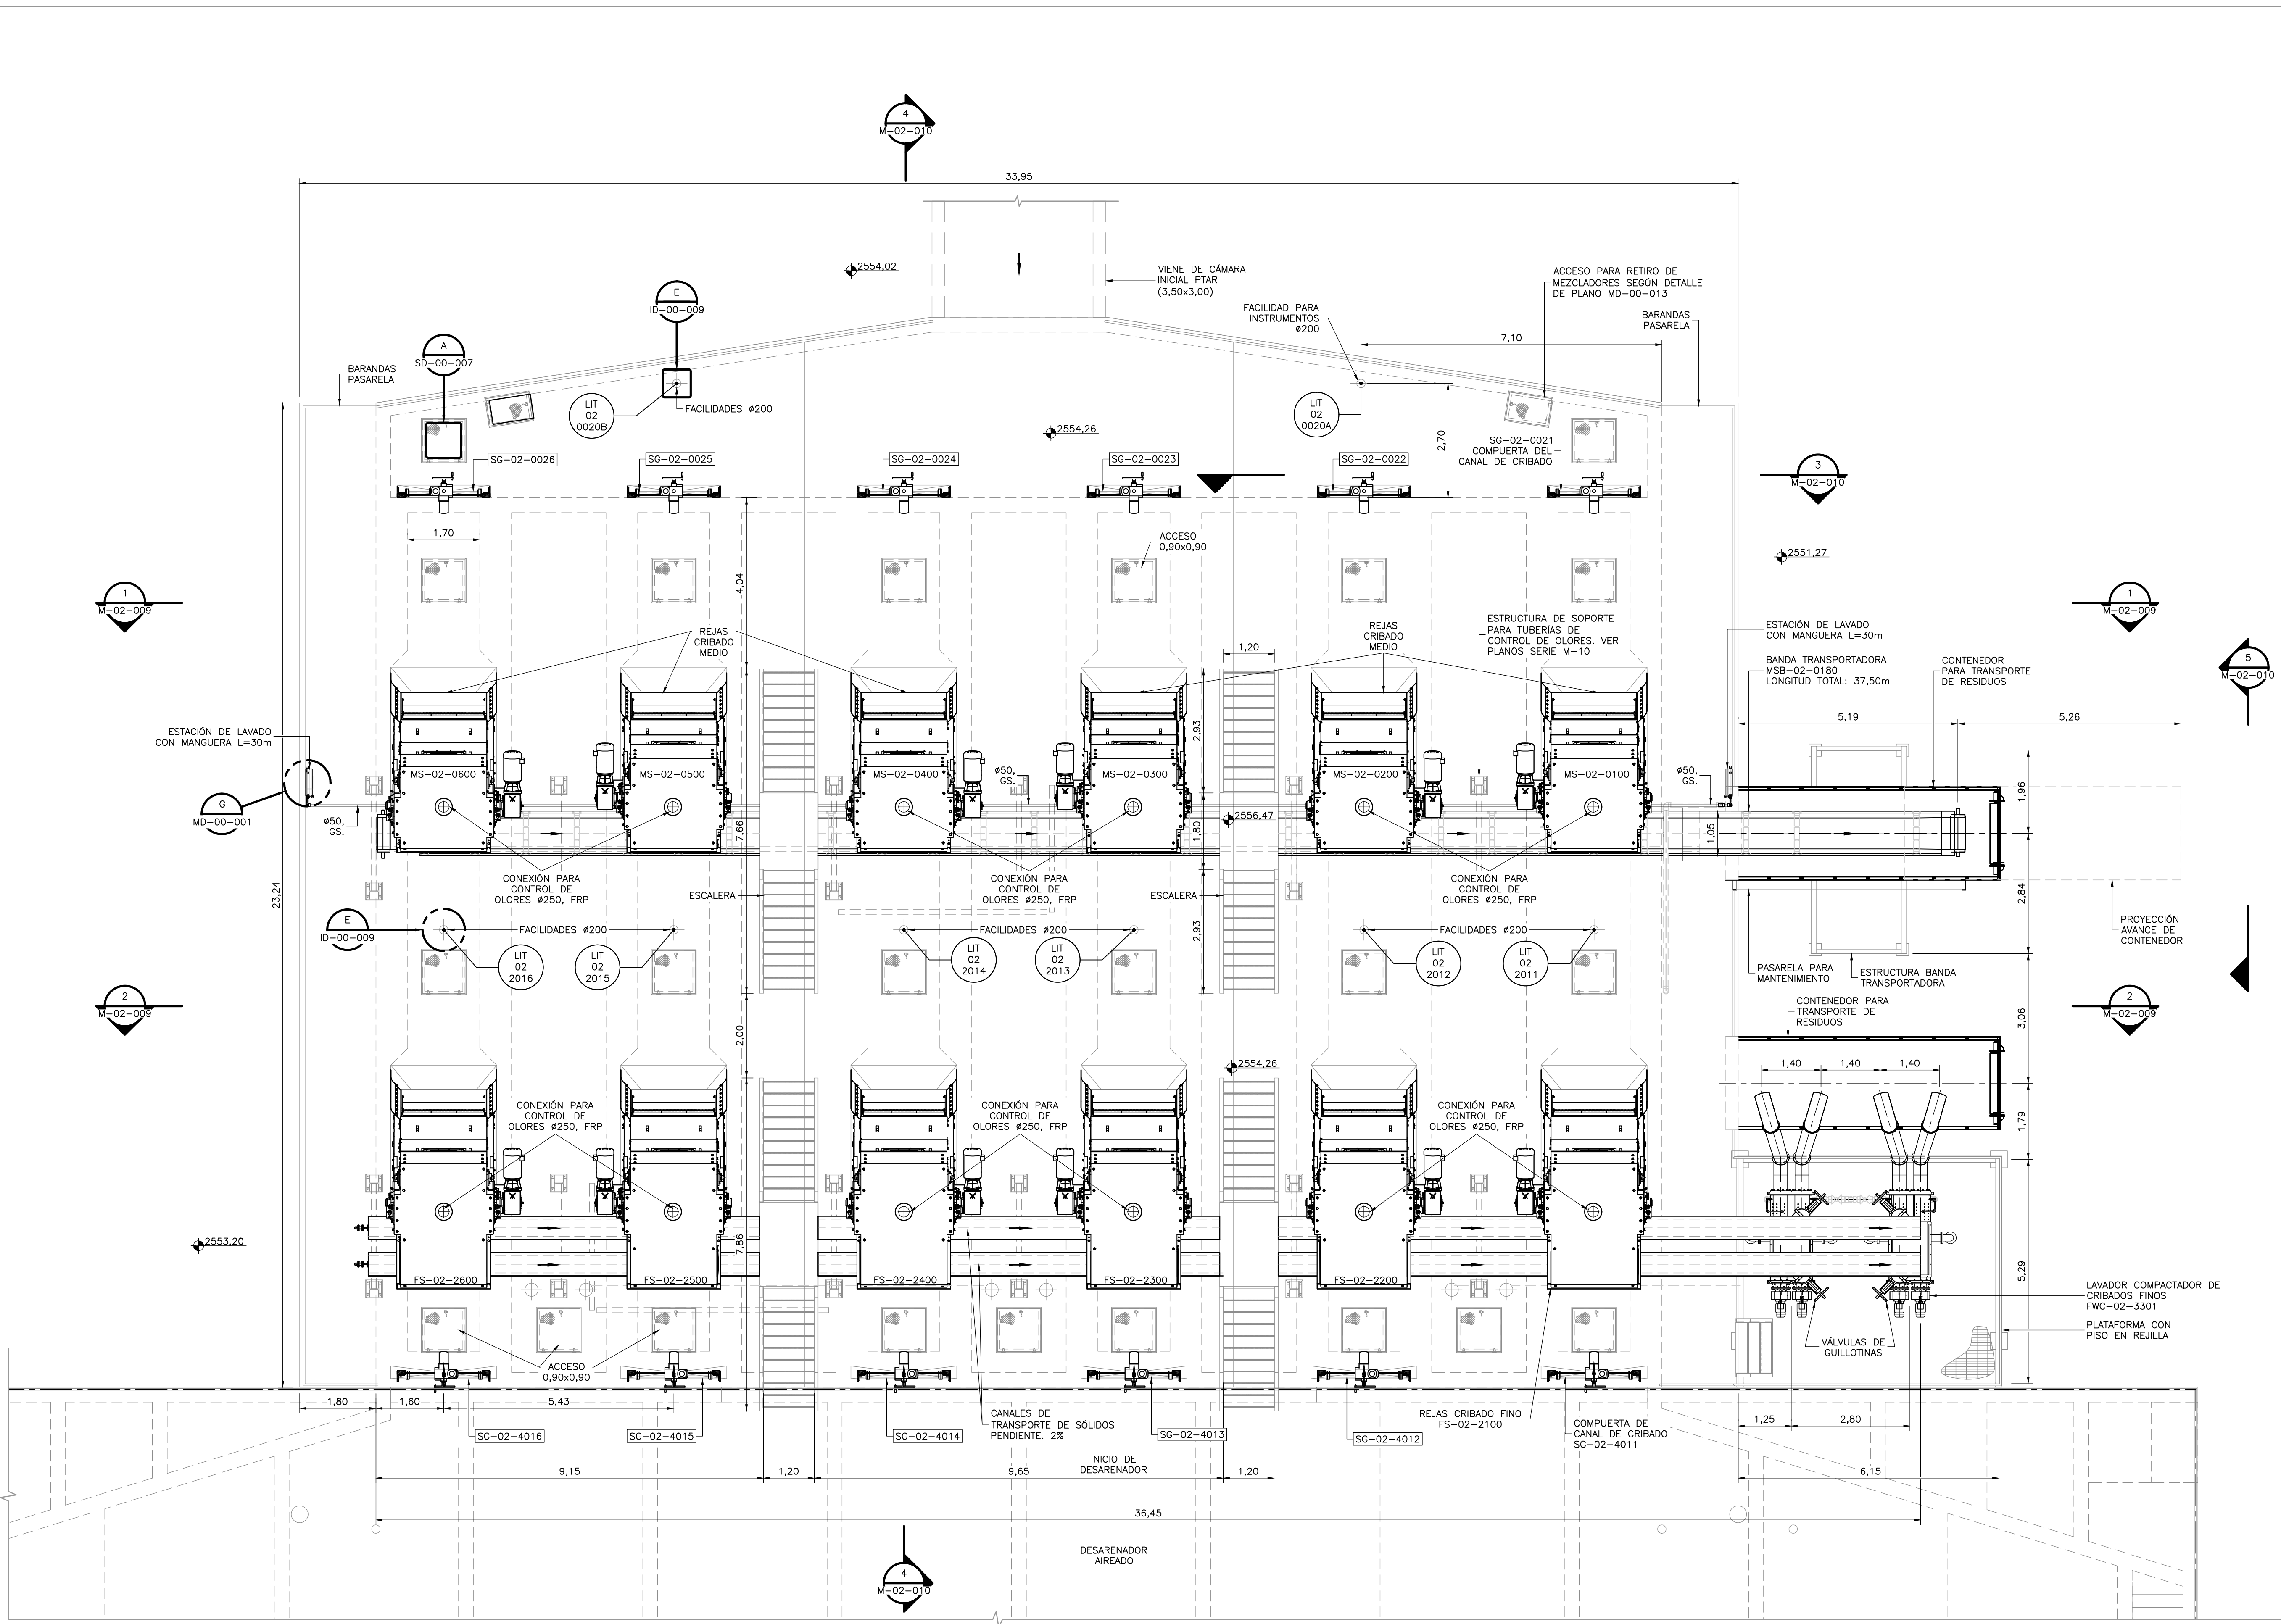 4
M-02-010
33,95
2554,02
VIENE DE CÁMARA
INICIAL PTAR
(3,50x3,00)
ACCESO PARA RETIRO DE
MEZCLADORES SEGÚN DETALLE
DE PLANO MD-00-013
E
ID-00-009
FACILIDAD PARA
INSTRUMENTOS
ø200
BARANDAS
PASARELA
7,10
A
SD-00-007
BARANDAS
PASARELA
LIT
02
0020B
FACILIDADES ø200
LIT
02
0020A
2554,26
2,70
SG-02-0021
COMPUERTA DEL
CANAL DE CRIBADO
SG-02-0026
SG-02-0025
SG-02-0024
SG-02-0023
SG-02-0022
3
M-02-010
1,70
ACCESO
0,90x0,90
2551,27
4,04
1
M-02-009
1
M-02-009
REJAS
CRIBADO
MEDIO
REJAS
CRIBADO
MEDIO
ESTRUCTURA DE SOPORTE
PARA TUBERÍAS DE
CONTROL DE OLORES. VER
PLANOS SERIE M-10
ESTACIÓN DE LAVADO
CON MANGUERA L=30m
1,20
BANDA TRANSPORTADORA
MSB-02-0180
LONGITUD TOTAL: 37,50m
CONTENEDOR
PARA TRANSPORTE
DE RESIDUOS
5
M-02-010
ESTACIÓN DE LAVADO
CON MANGUERA L=30m
2,93
5,19
5,26
MS-02-0600
MS-02-0500
MS-02-0400
MS-02-0300
MS-02-0200
MS-02-0100
ø50,
GS.
ø50,
GS.
G
MD-00-001
ø50,
GS.
7,66
1,80
2556,47
1,05
1,96
23,24
CONEXIÓN PARA
CONTROL DE
OLORES ø250, FRP
CONEXIÓN PARA
CONTROL DE
OLORES ø250, FRP
CONEXIÓN PARA
CONTROL DE
OLORES ø250, FRP
ESCALERA
ESCALERA
2,84
E
ID-00-009
FACILIDADES ø200
FACILIDADES ø200
FACILIDADES ø200
2,93
PROYECCIÓN
AVANCE DE
CONTENEDOR
LIT
02
2016
LIT
02
2015
LIT
02
2014
LIT
02
2013
LIT
02
2012
LIT
02
2011
PASARELA PARA
MANTENIMIENTO
ESTRUCTURA BANDA
TRANSPORTADORA
2
M-02-009
2
M-02-009
CONTENEDOR PARA
TRANSPORTE DE
RESIDUOS
2,00
3,06
2554,26
1,40
1,40
1,40
CONEXIÓN PARA
CONTROL DE
OLORES ø250, FRP
CONEXIÓN PARA
CONTROL DE
OLORES ø250, FRP
CONEXIÓN PARA
CONTROL DE
OLORES ø250, FRP
1,79
2553,20
7,86
5,29
FS-02-2600
FS-02-2500
FS-02-2400
FS-02-2300
FS-02-2200
LAVADOR COMPACTADOR DE
CRIBADOS FINOS
FWC-02-3301
PLATAFORMA CON
PISO EN REJILLA
VÁLVULAS DE
GUILLOTINAS
ACCESO
0,90x0,90
1,80
1,60
5,43
SG-02-4016
SG-02-4015
SG-02-4014
CANALES DE
TRANSPORTE DE SÓLIDOS
PENDIENTE. 2%
SG-02-4013
SG-02-4012
REJAS CRIBADO FINO
FS-02-2100
COMPUERTA DE
CANAL DE CRIBADO
SG-02-4011
1,25
2,80
INICIO DE
DESARENADOR
9,15
1,20
9,65
1,20
6,15
36,45
DESARENADOR
AIREADO
4
M-02-010